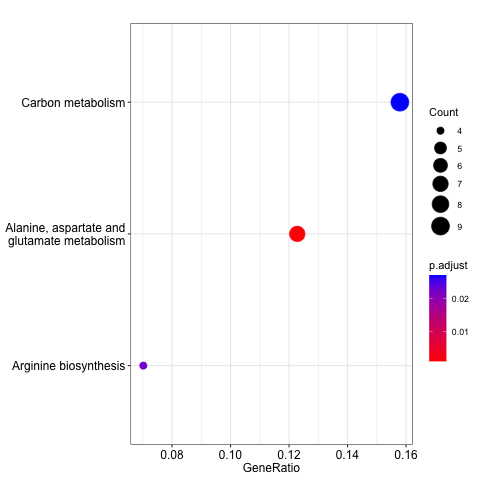 Carbon metabolism
Alanine, aspartate and
glutamate metabolism
Arginine biosynthesis
0.08 0.10 0.12 0.14 0.16
GeneRatio
Count
4
5
6
7
8
9
p.adjust
0.02
0.01